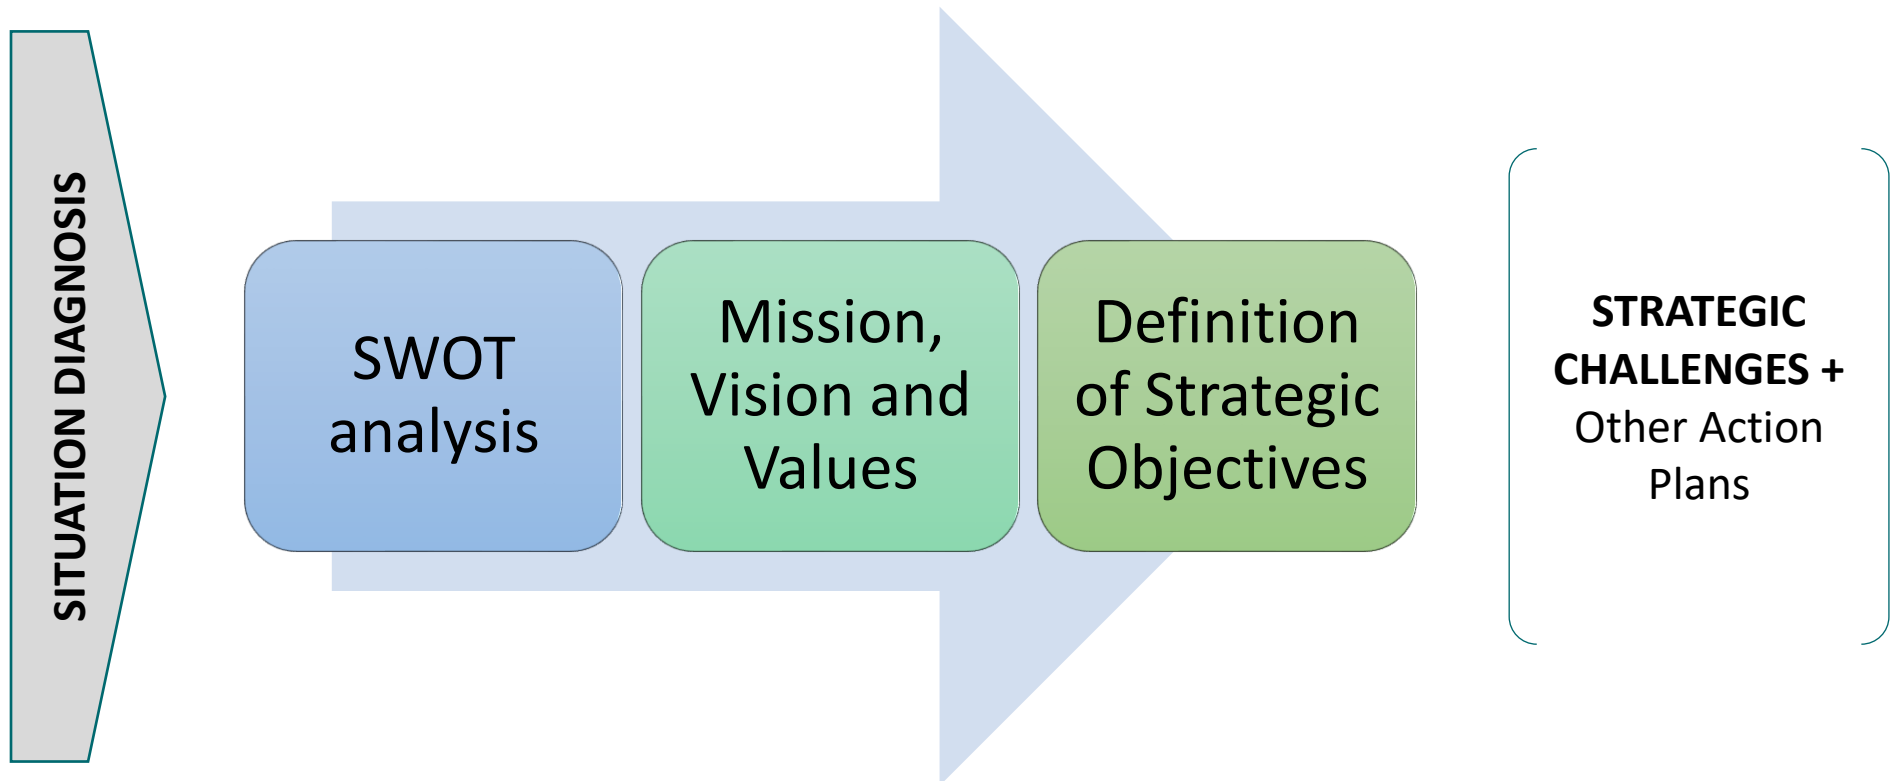 SITUATION DIAGNOSIS
SWOT
analysis
Mission,
Vision and
Values
Definition
of Strategic
Objectives
STRATEGIC
CHALLENGES +
Other Action
Plans